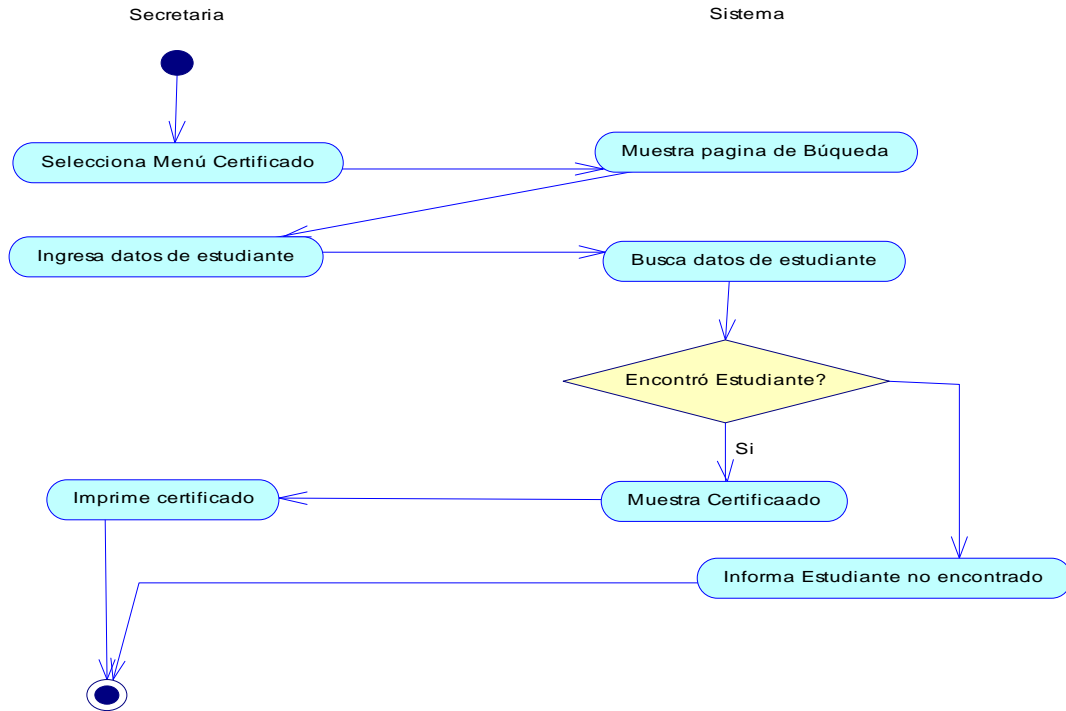 Secretaria
Sistema
Selecciona Menú Certificado
Muestra pagina de Búqueda
Ingresa datos de estudiante
Busca datos de estudiante
Encontró Estudiante?
Si
Imprime certificado
Muestra Certificaado
Informa Estudiante no encontrado